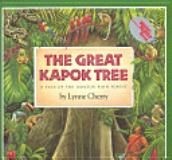 THE GREAT
KAPOK TREE
A TALE OF THE AMAZON RAIN FOREST
by Lynne Cherry